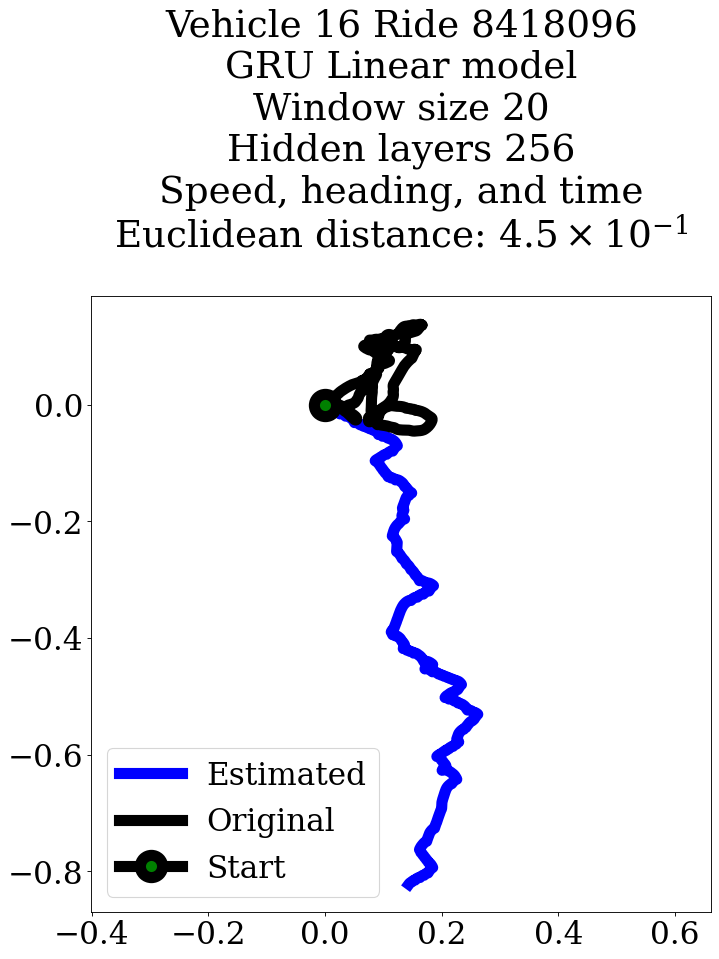 Vehicle 16 Ride 8418096
GRU Linear model
Window size 20
Hidden layers 256
Speed, heading, and time
Euclidean distance: 4.5 × 10⁻¹
0.0
−0.2
−0.4
−0.6
−0.8
Estimated
Original
Start
−0.4 −0.2 0.0 0.2 0.4 0.6